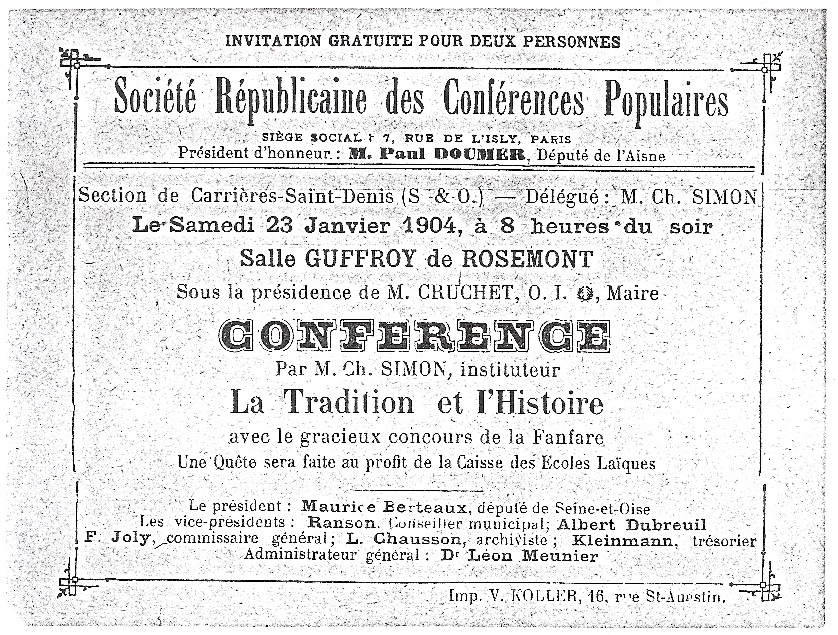 INVITATION GRATUITE POUR DEUX PERSONNES
Société Républicaine des Conférences Populaires
SIÈGE SOCIAL : 7, RUE DE L'ISLY, PARIS
Président d'honneur : M. Paul DOUMER, Député de l'Aisne
Section de Carrières-Saint-Denis (S.-&-O.) — Délégué : M. Ch. SIMON
Le Samedi 23 Janvier 1904, à 8 heures du soir
Salle GUFFROY de ROSEMONT
Sous la présidence de M. CRUCHET, O. I. , Maire
CONFERENCE
Par M. Ch. SIMON, instituteur
La Tradition et l'Histoire
avec le gracieux concours de la Fanfare
Une Quête sera faite au profit de la Caisse des Ecoles Laïques
Le président : Maurice Berteaux, député de Seine-et-Oise
Les vice-présidents : Ranson, Conseiller municipal; Albert Dubreuil
F. Joly, commissaire général; L. Chausson, archiviste; Kleinmann, trésorier
Administrateur général : Dr Léon Meunier
Imp. V. KOLLER, 16, rue St-Augustin.